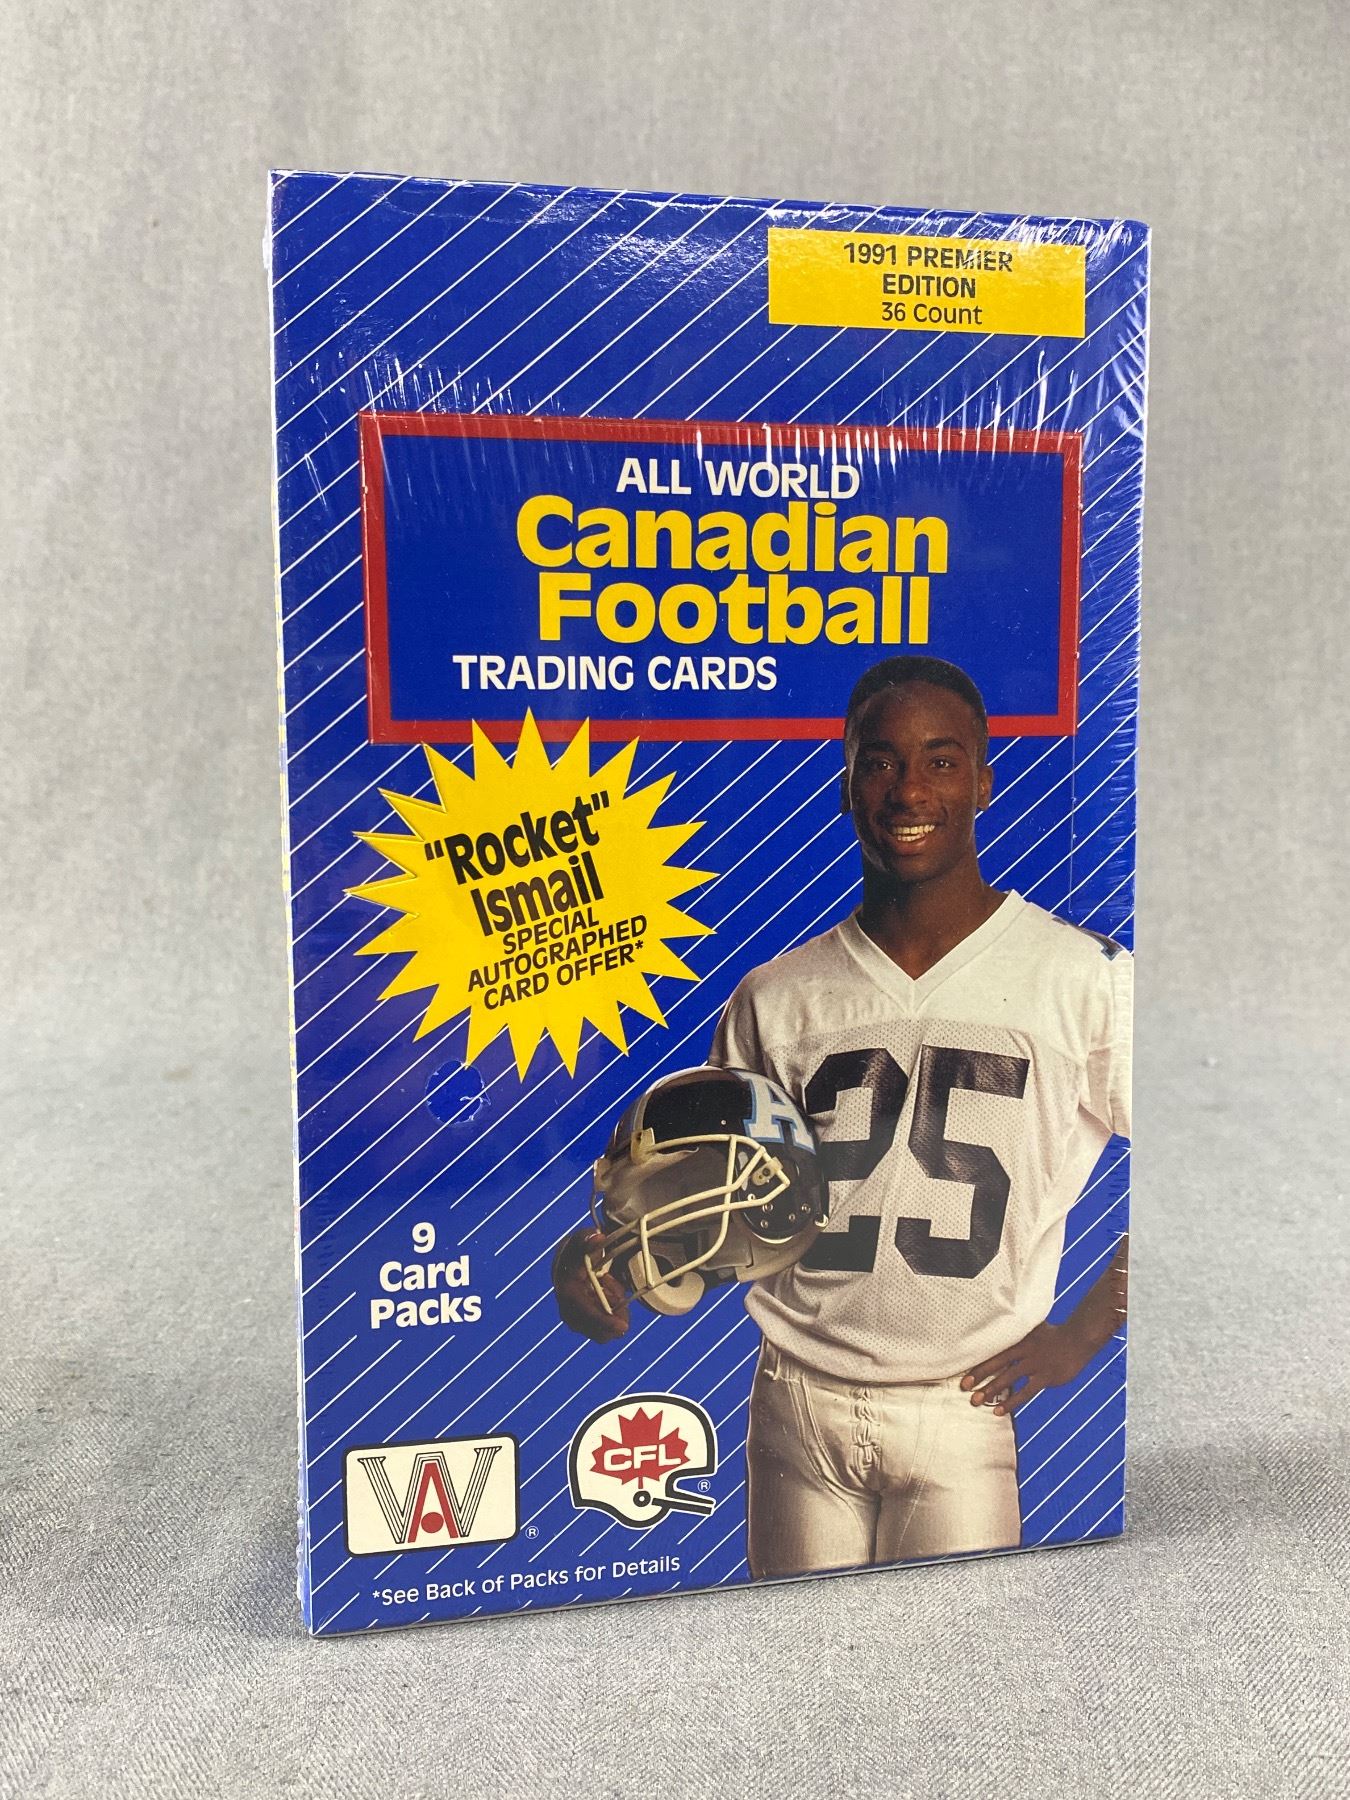 1991 PREMIER
EDITION
36 Count
ALL WORLD
Canadian
Football
TRADING CARDS
"Rocket"
Ismail
SPECIAL
AUTOGRAPHED
CARD OFFER*
A
25
9
Card
Packs
WA
®
CFL
®
*See Back of Packs for Details